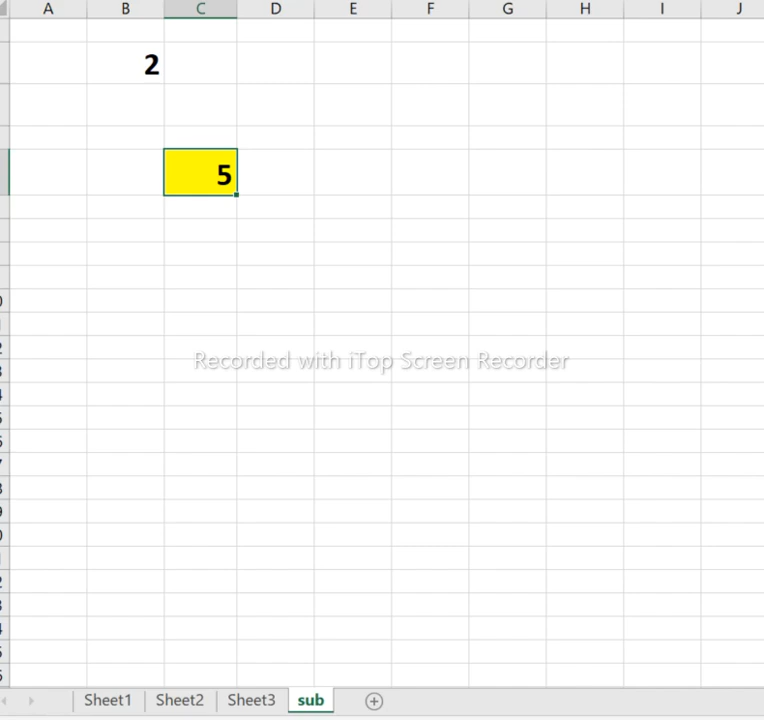 A B C D E F G H I J
2
5
Recorded with iTop Screen Recorder
Sheet1 Sheet2 Sheet3 sub